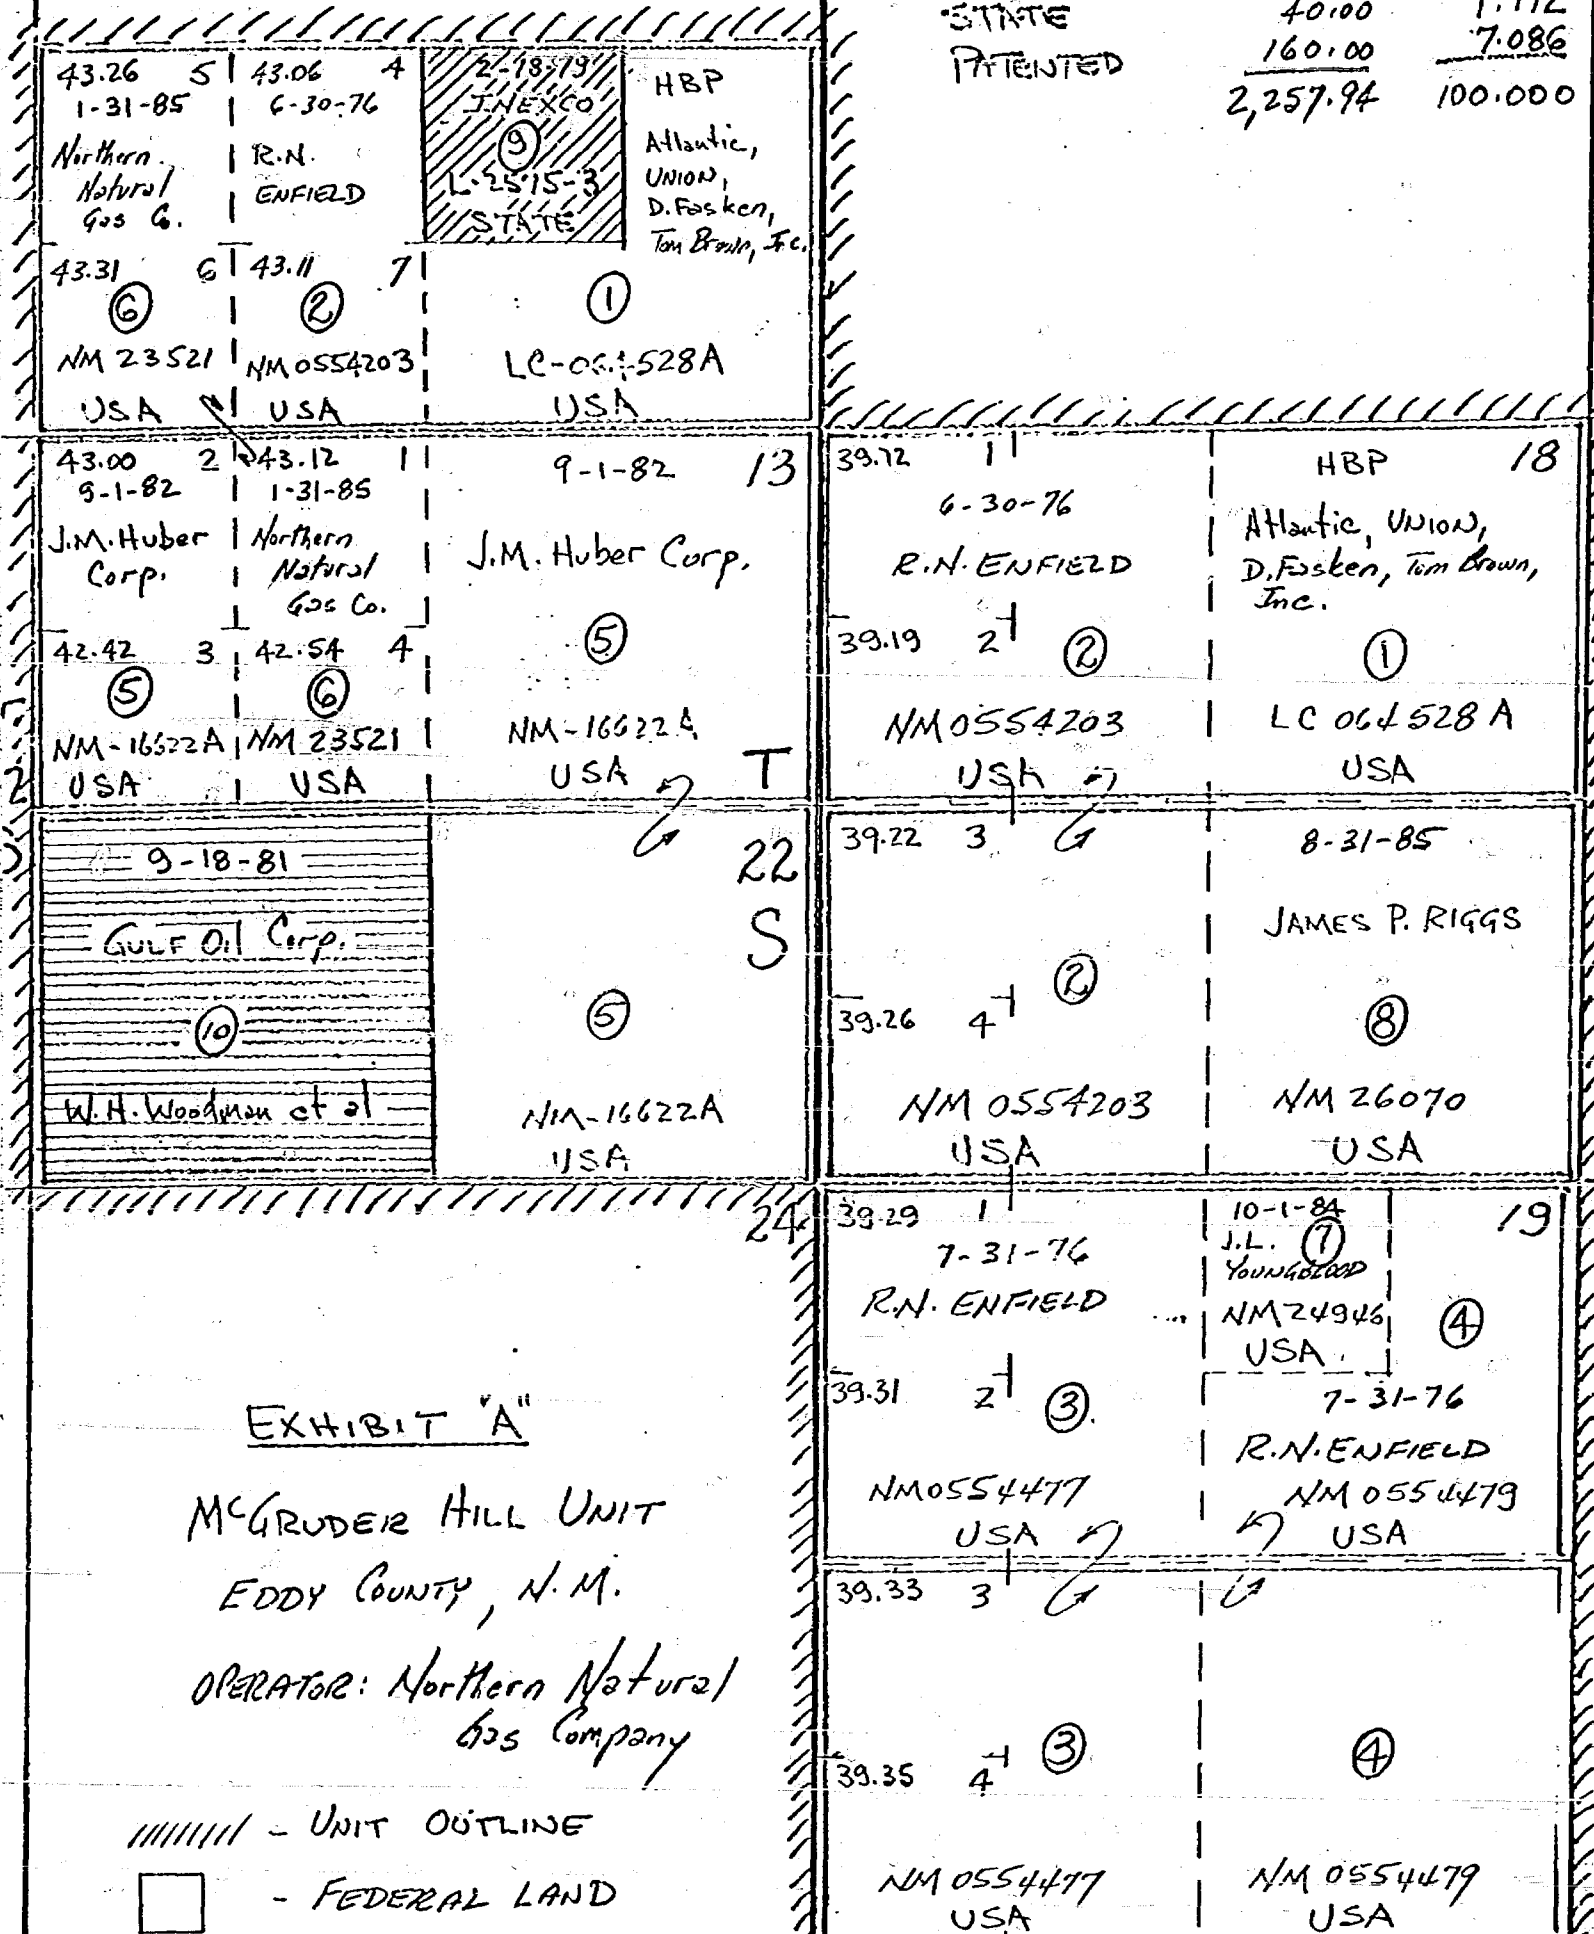 STATE 40.00
PATENTED 160.00 7.086
2,257.94 100.000
43.26 5
1-31-85
Northern
Natural
Gas Co.
43.31 6
6
NM 23521
USA
43.06 4
6-30-76
R.N.
ENFIELD
43.11 7
2
NM 0554203
USA
2-18-79
INEXCO
9
L-2575-3
STATE
HBP
Atlantic,
UNION,
D. Fasken,
Tom Brown, Inc.
1
LC-064528A
USA
43.00 2
9-1-82
J.M. Huber
Corp.
42.42 3
5
NM-16622A
USA
43.12 1
1-31-85
Northern
Natural
Gas Co.
42.54 4
6
NM 23521
USA
9-1-82 13
J.M. Huber Corp.
5
NM-16622A
USA
T
39.72 1
6-30-76
R.N. ENFIELD
39.19 2
2
NM 0554203
USA
HBP 18
Atlantic, UNION,
D. Fasken, Tom Brown,
Inc.
1
LC 064528 A
USA
9-18-81
GULF Oil Corp.
10
W.H. Woodman et al
22
S
5
NM-16622A
USA
39.22 3
2
39.26 4
NM 0554203
USA
8-31-85
JAMES P. RIGGS
8
NM 26070
USA
24
39.29 1
7-31-76
R.N. ENFIELD
39.31 2
3
NM 0554477
USA
10-1-84
J.L. 7
YOUNGBLOOD
NM 24946
USA
19
4
7-31-76
R.N. ENFIELD
NM 0554479
USA
39.33 3
3
39.35 4
NM 0554477
USA
4
NM 0554479
USA
EXHIBIT "A"
McGRUDER HILL UNIT
EDDY COUNTY, N.M.
OPERATOR: Northern Natural
Gas Company
- UNIT OUTLINE
- FEDERAL LAND